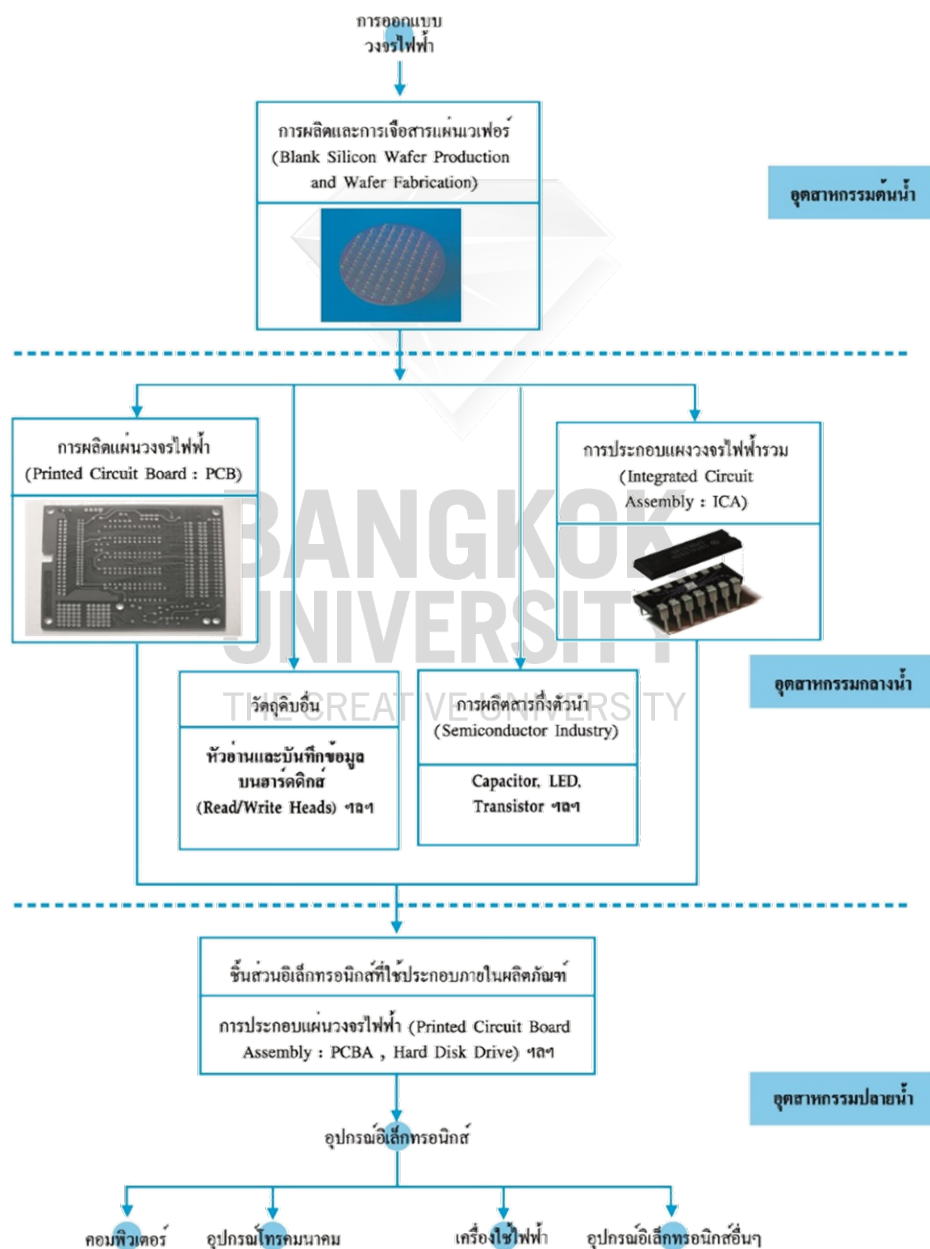 การออกแบบ
วงจรไฟฟ้า
การผลิตและการเจือสารแผ่นเวเฟอร์
(Blank Silicon Wafer Production
and Wafer Fabrication)
อุตสาหกรรมต้นน้ำ
การผลิตแผ่นวงจรไฟฟ้า
(Printed Circuit Board : PCB)
การประกอบแผงวงจรไฟฟ้ารวม
(Integrated Circuit
Assembly : ICA)
BANGKOK
UNIVERSITY
THE CREATIVE UNIVERSITY
อุตสาหกรรมกลางน้ำ
วัตถุดิบอื่น
หัวอ่านและบันทึกข้อมูล
บนฮาร์ดดิกส์
(Read/Write Heads) ฯลฯ
การผลิตสารกึ่งตัวนำ
(Semiconductor Industry)
Capacitor, LED,
Transistor ฯลฯ
ชิ้นส่วนอิเล็กทรอนิกส์ที่ใช้ประกอบภายในผลิตภัณฑ์
การประกอบแผ่นวงจรไฟฟ้า (Printed Circuit Board
Assembly : PCBA , Hard Disk Drive) ฯลฯ
อุตสาหกรรมปลายน้ำ
อุปกรณ์อิเล็กทรอนิกส์
คอมพิวเตอร์
อุปกรณ์โทรคมนาคม
เครื่องใช้ไฟฟ้า
อุปกรณ์อิเล็กทรอนิกส์อื่นๆ